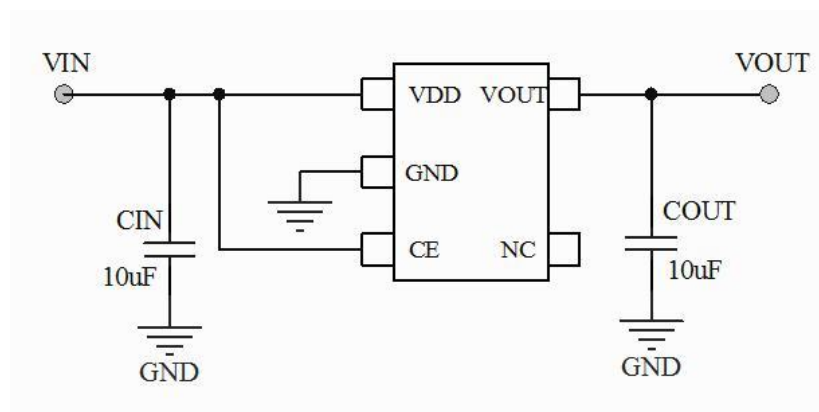 VIN
VOUT
VDD
VOUT
GND
CIN
10uF
CE
NC
COUT
10uF
GND
GND